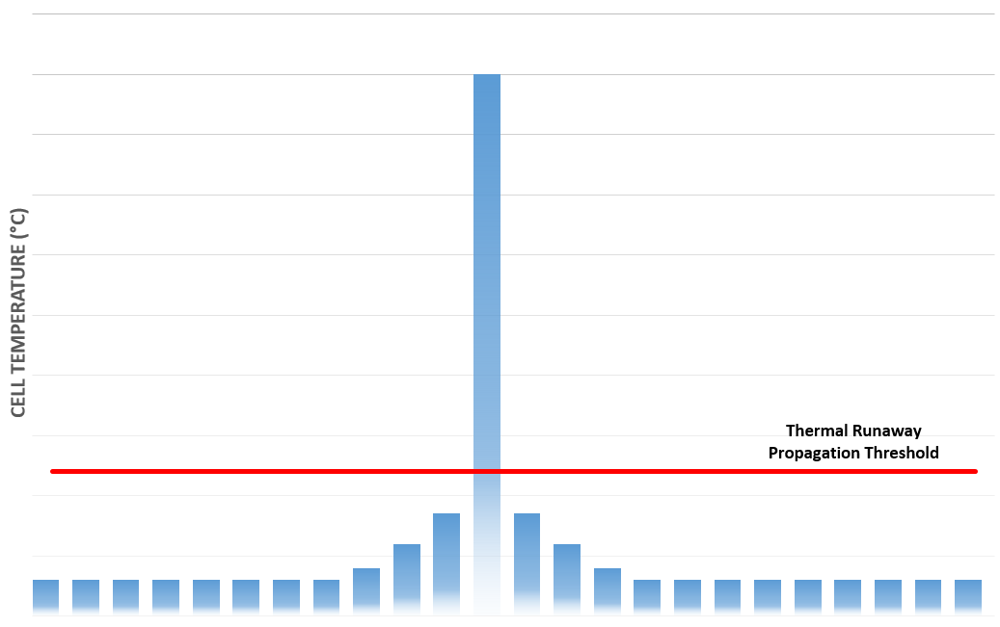 CELL TEMPERATURE (°C)
Thermal Runaway
Propagation Threshold